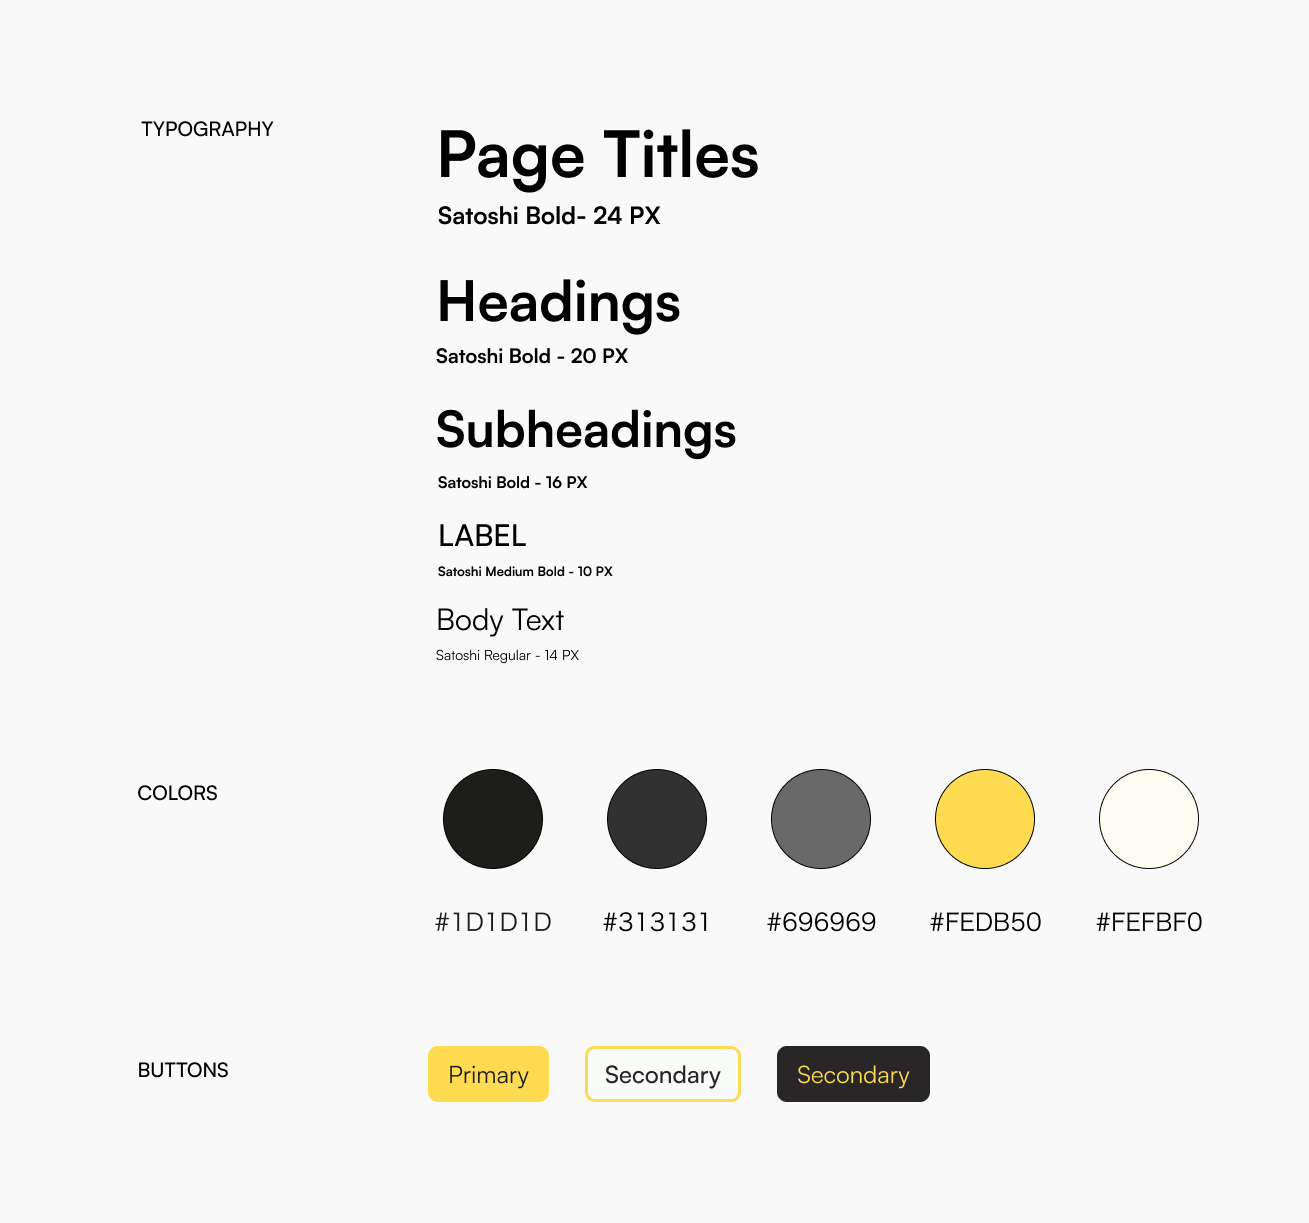 TYPOGRAPHY
Page Titles
Satoshi Bold- 24 PX
Headings
Satoshi Bold - 20 PX
Subheadings
Satoshi Bold - 16 PX
LABEL
Satoshi Medium Bold - 10 PX
Body Text
Satoshi Regular - 14 PX
COLORS
#1D1D1D #313131 #696969 #FEDB50 #FEFBF0
BUTTONS
Primary Secondary Secondary